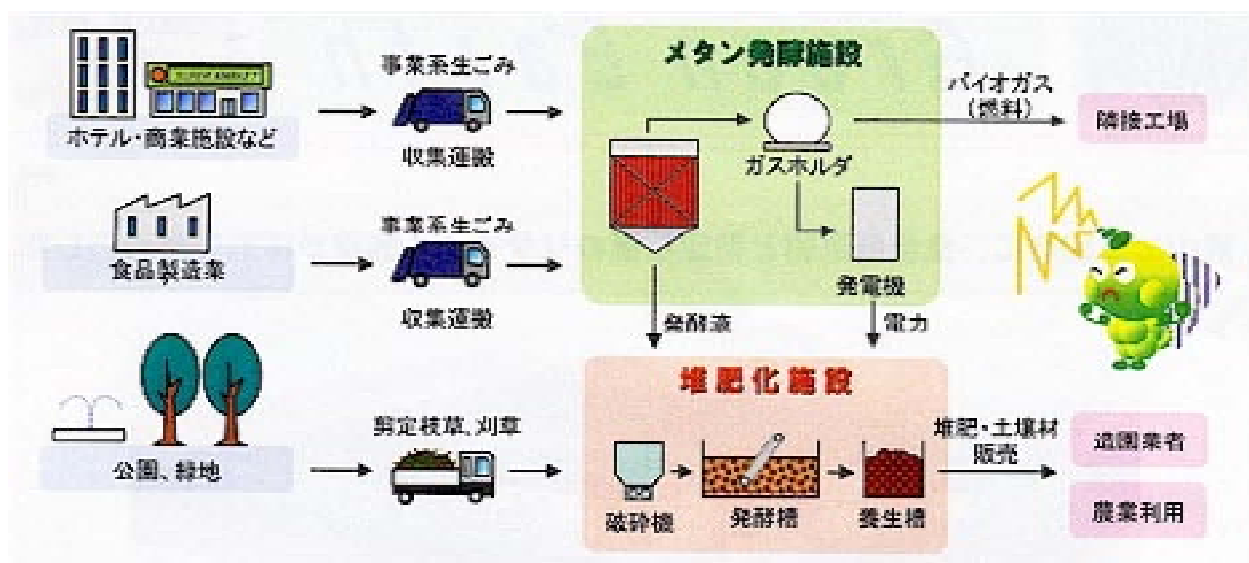 メタン発酵施設
事業系生ごみ
バイオガス
(燃料)
隣接工場
ホテル・商業施設など
収集運搬
ガスホルダ
事業系生ごみ
食品製造業
発電機
収集運搬
発酵液
電力
堆肥化施設
剪定枝草、刈草
堆肥・土壌材
販売
造園業者
公園、緑地
破砕機
発酵槽
養生槽
農業利用